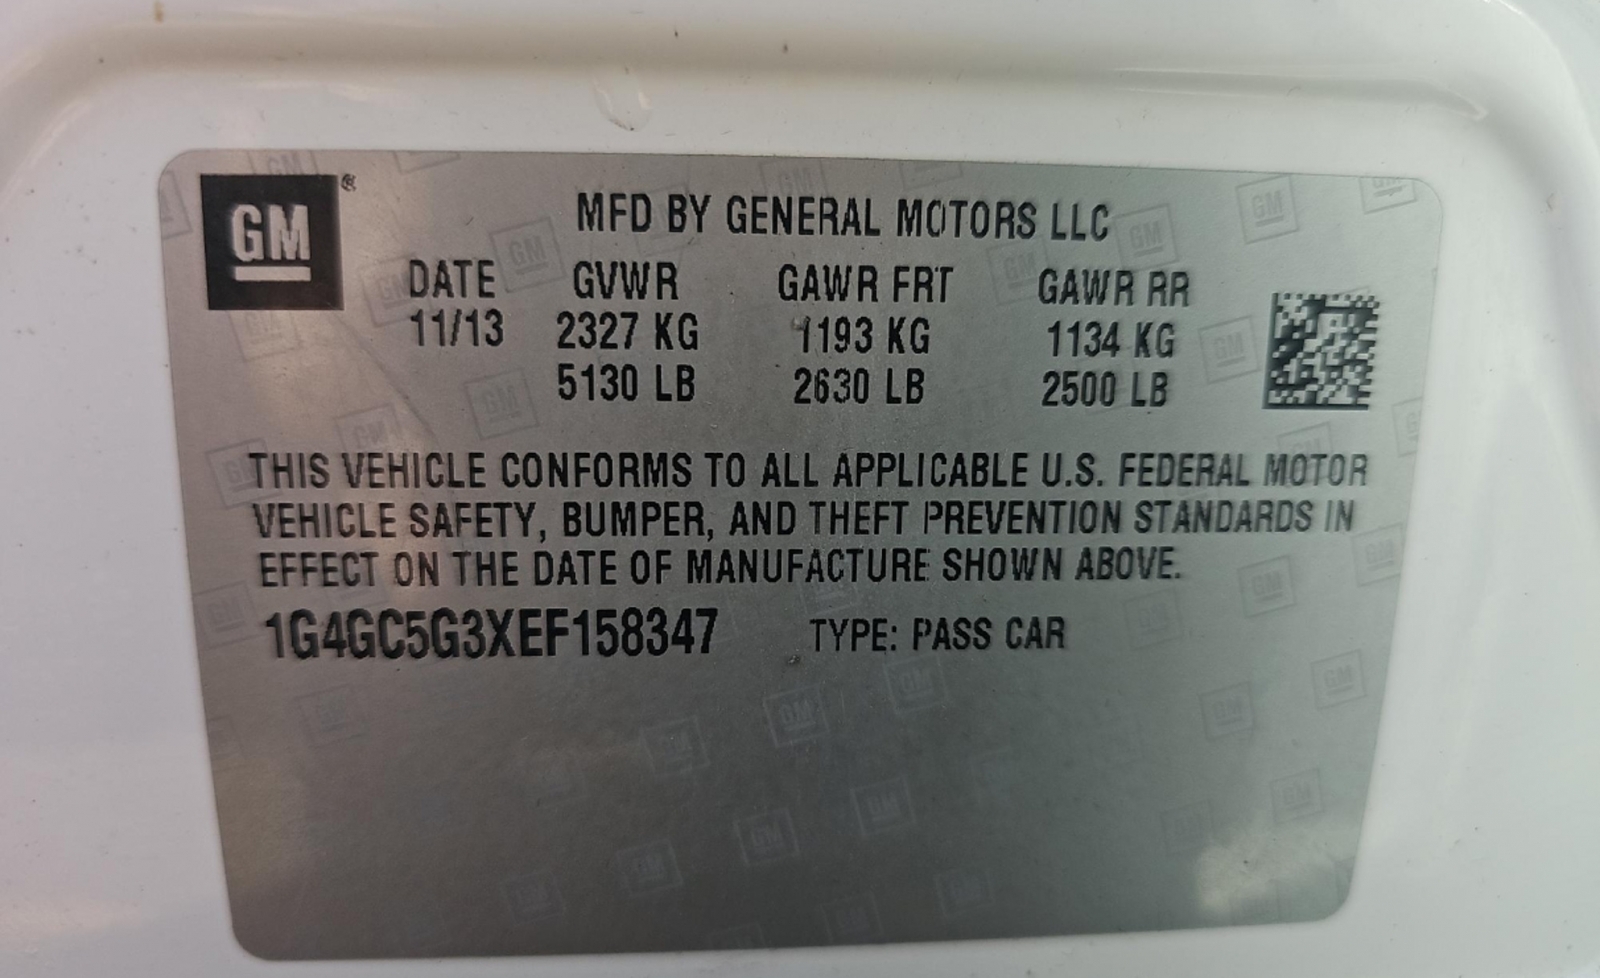 GM®
MFD BY GENERAL MOTORS LLC
DATE GVWR GAWR FRT GAWR RR
11/13 2327 KG 1193 KG 1134 KG
5130 LB 2630 LB 2500 LB
THIS VEHICLE CONFORMS TO ALL APPLICABLE U.S. FEDERAL MOTOR
VEHICLE SAFETY, BUMPER, AND THEFT PREVENTION STANDARDS IN
EFFECT ON THE DATE OF MANUFACTURE SHOWN ABOVE.
1G4GC5G3XEF158347 TYPE: PASS CAR